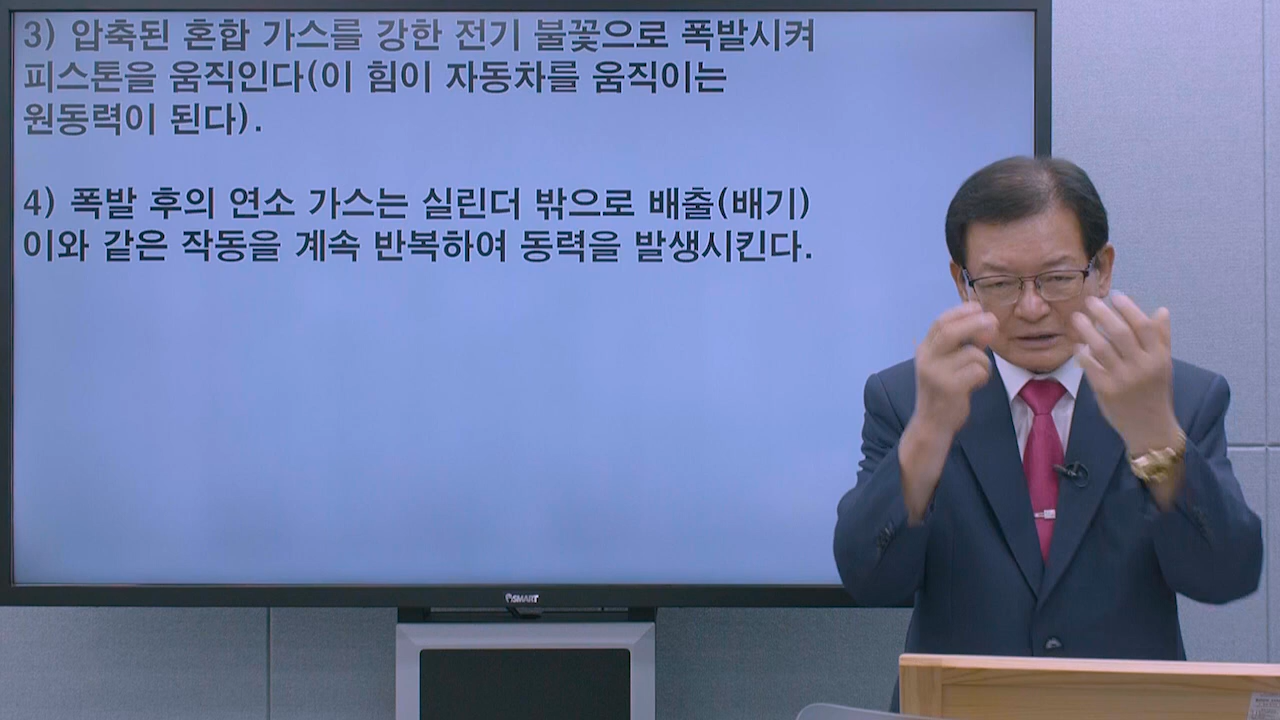 3) 압축된 혼합 가스를 강한 전기 불꽃으로 폭발시켜
피스톤을 움직인다(이 힘이 자동차를 움직이는
원동력이 된다).
4) 폭발 후의 연소 가스는 실린더 밖으로 배출(배기)
이와 같은 작동을 계속 반복하여 동력을 발생시킨다.
SMART